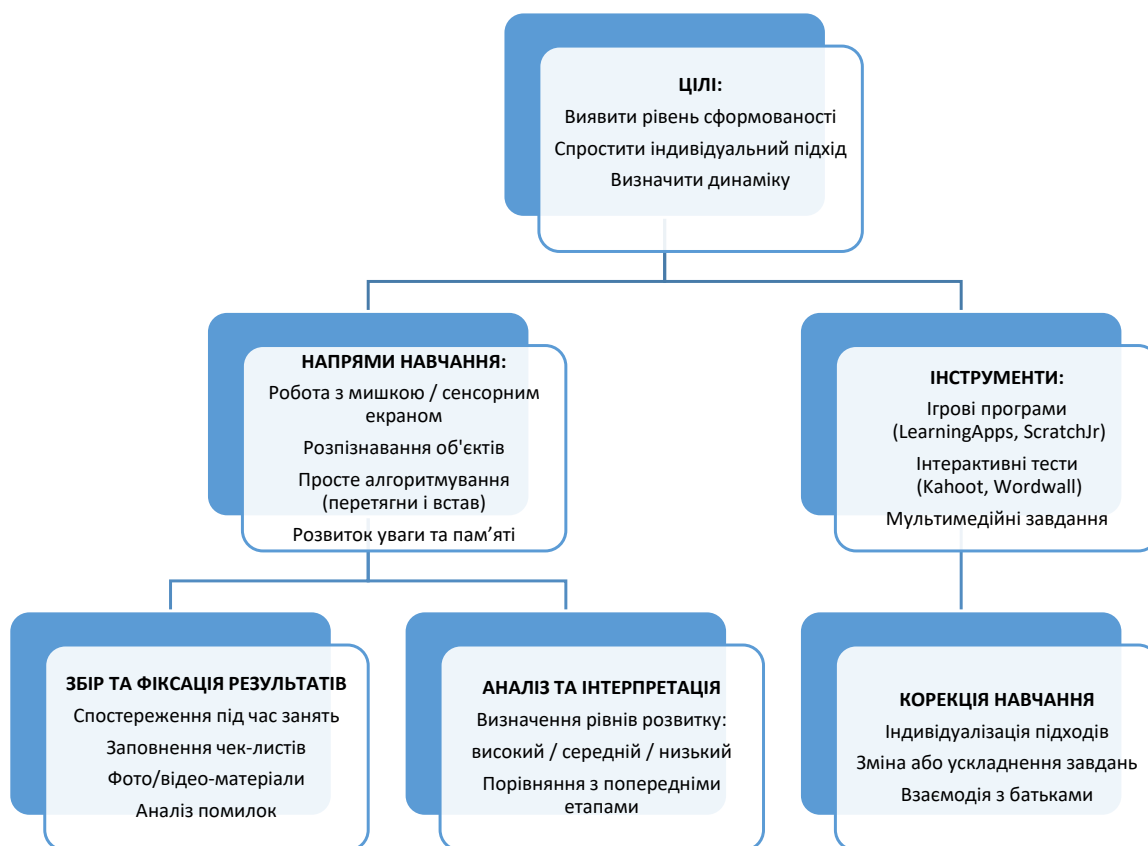 ЦІЛІ:
Виявити рівень сформованості
Спростити індивідуальний підхід
Визначити динаміку
НАПРЯМИ НАВЧАННЯ:
Робота з мишкою / сенсорним
екраном
Розпізнавання об'єктів
Просте алгоритмування
(перетягни і встав)
Розвиток уваги та пам’яті
ІНСТРУМЕНТИ:
Ігрові програми
(LearningApps, ScratchJr)
Інтерактивні тести
(Kahoot, Wordwall)
Мультимедійні завдання
ЗБІР ТА ФІКСАЦІЯ РЕЗУЛЬТАТІВ
Спостереження під час занять
Заповнення чек-листів
Фото/відео-матеріали
Аналіз помилок
АНАЛІЗ ТА ІНТЕРПРЕТАЦІЯ
Визначення рівнів розвитку:
високий / середній / низький
Порівняння з попередніми
етапами
КОРЕКЦІЯ НАВЧАННЯ
Індивідуалізація підходів
Зміна або ускладнення завдань
Взаємодія з батьками